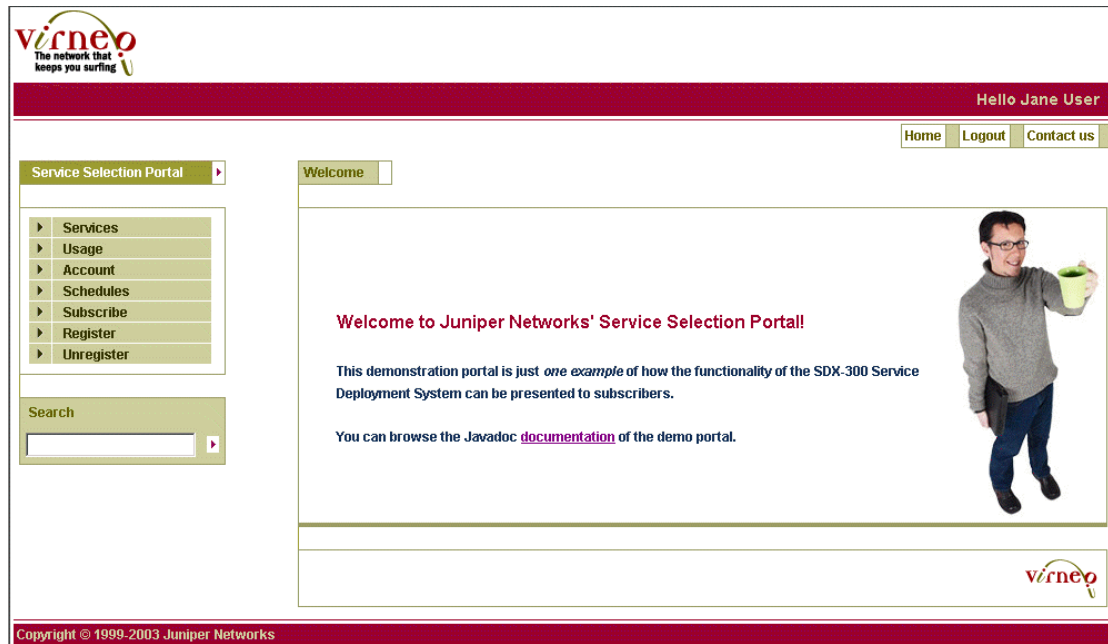 Virneo
The network that
keeps you surfing
Hello Jane User
Home Logout Contact us
Service Selection Portal
Welcome
Services
Usage
Account
Schedules
Subscribe
Register
Unregister
Search
Welcome to Juniper Networks' Service Selection Portal!
This demonstration portal is just one example of how the functionality of the SDX-300 Service
Deployment System can be presented to subscribers.
You can browse the Javadoc documentation of the demo portal.
Virneo
Copyright © 1999-2003 Juniper Networks